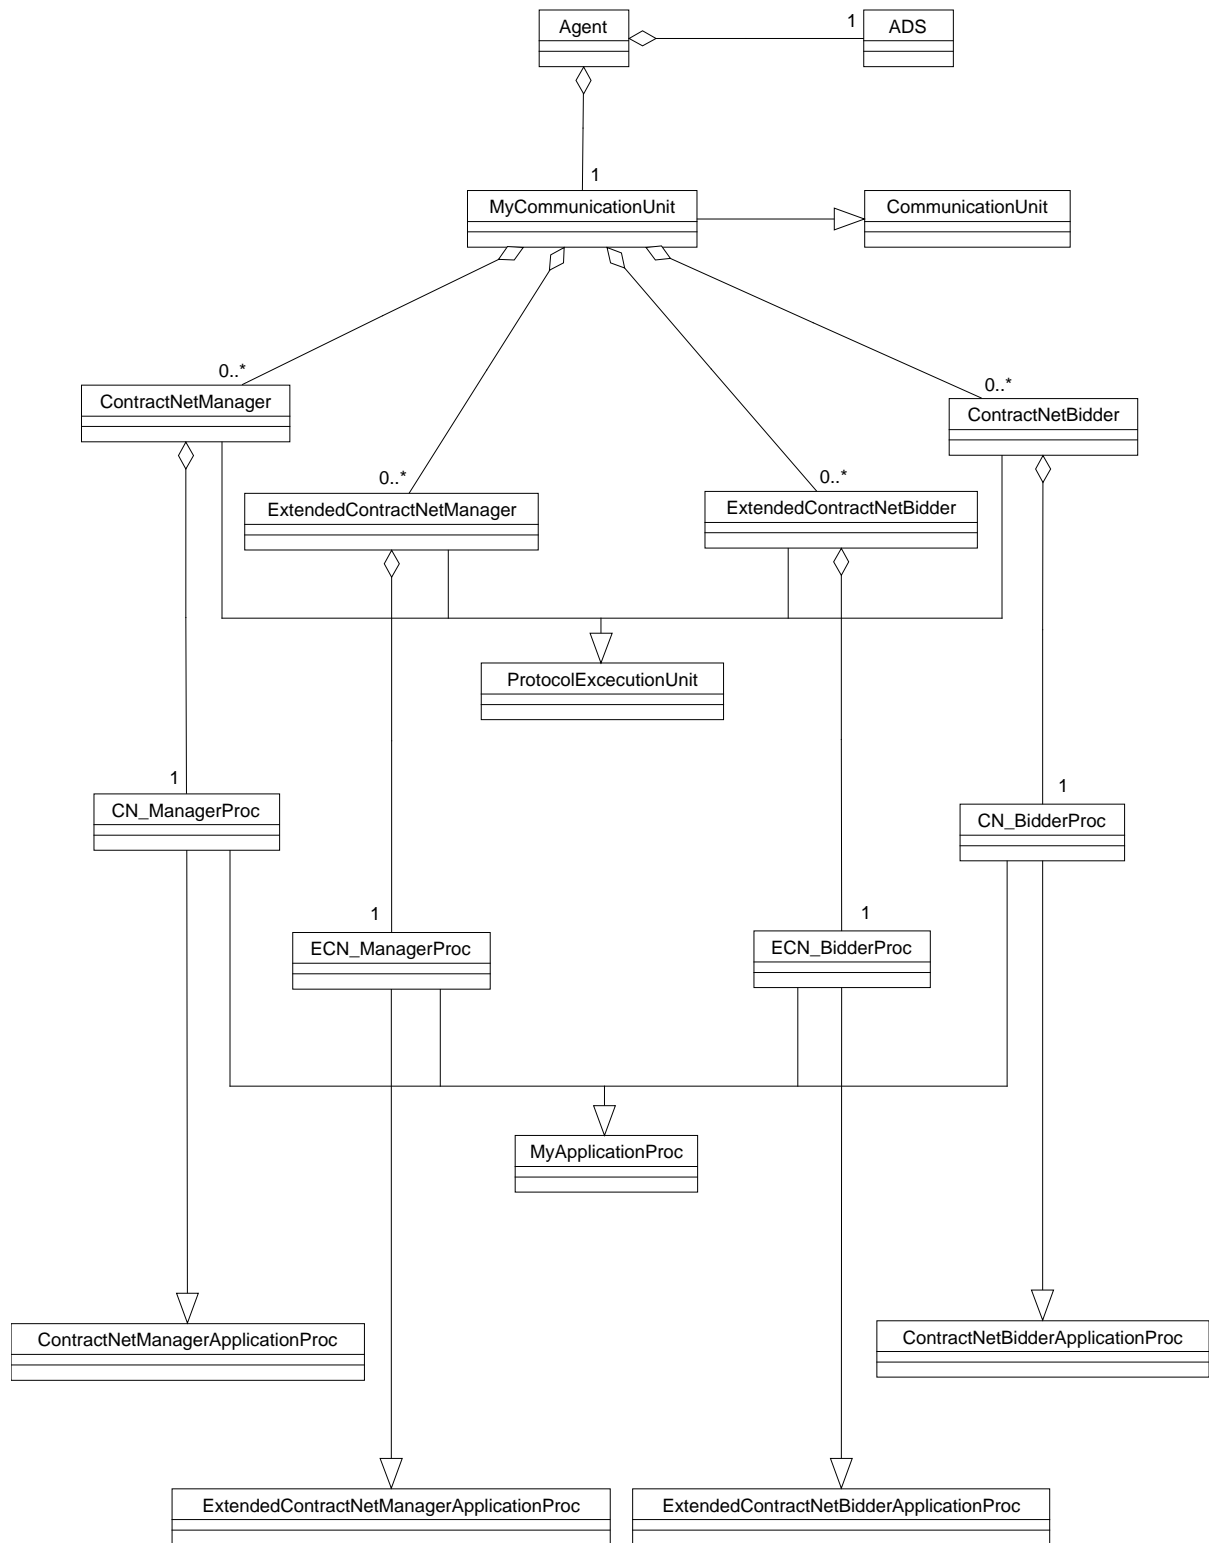 Agent
1
ADS
1
MyCommunicationUnit
CommunicationUnit
0..*
0..*
ContractNetManager
ContractNetBidder
0..*
0..*
ExtendedContractNetManager
ExtendedContractNetBidder
ProtocolExcecutionUnit
1
1
CN_ManagerProc
CN_BidderProc
1
1
ECN_ManagerProc
ECN_BidderProc
MyApplicationProc
ContractNetManagerApplicationProc
ContractNetBidderApplicationProc
ExtendedContractNetManagerApplicationProc
ExtendedContractNetBidderApplicationProc